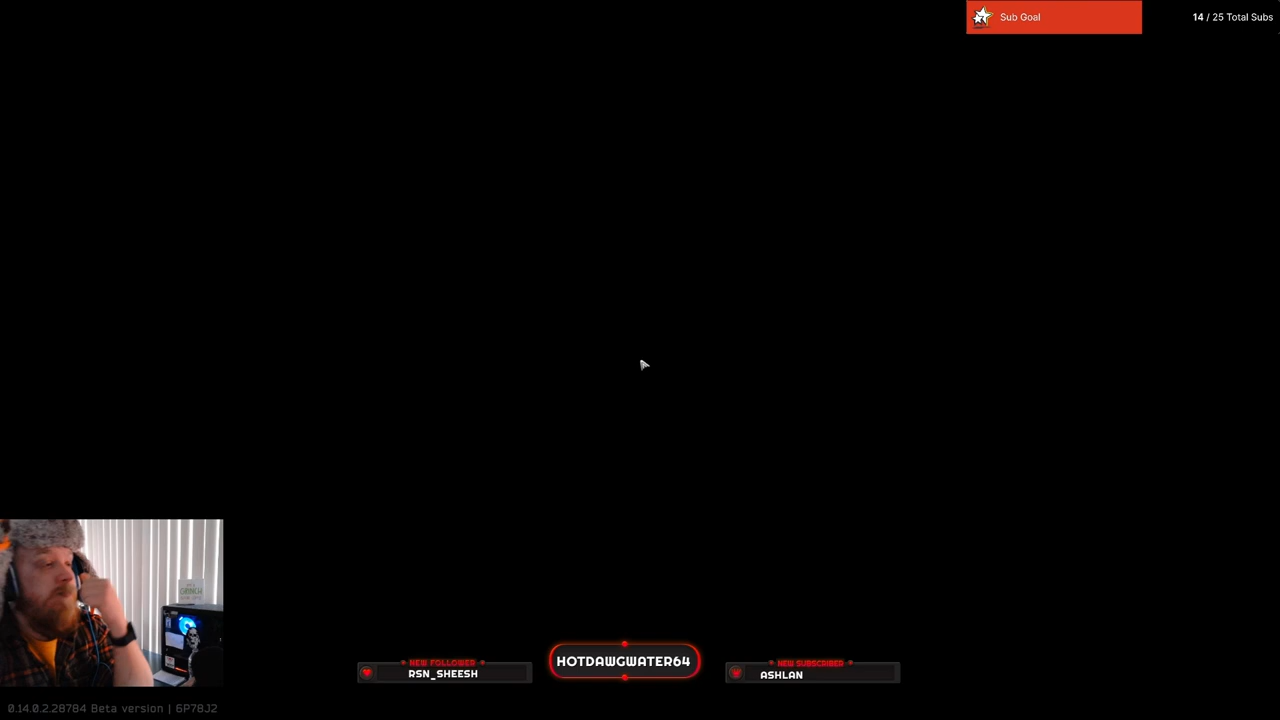 Sub Goal
14 / 25 Total Subs
GRINCH
NEW FOLLOWER
RSN_SHEESH
HOTDAWGWATER64
NEW SUBSCRIBER
ASHLAN
0.14.0.2.28784 Beta version | 6P78J2